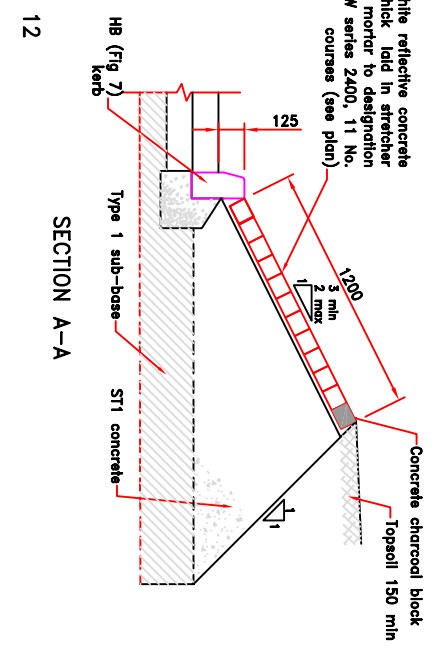 hite reflective concrete
hick laid in stretcher
mortar to designation
W series 2400, 11 No.
courses (see plan)
125
1200
3 min
2 max
1
Concrete charcoal block
Topsoil 150 min
HB (Fig 7)
kerb
Type 1 sub-base
ST1 concrete
1
1
SECTION A-A
12